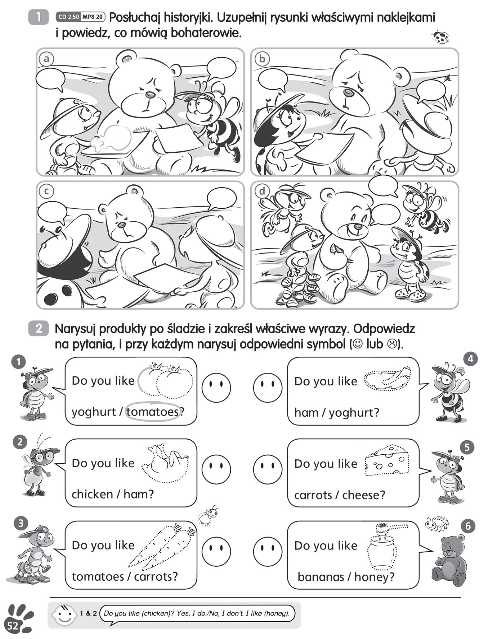 1 CD 2.50 MP3 20 Posłuchaj historyjki. Uzupełnij rysunki właściwymi naklejkami
i powiedz, co mówią bohaterowie.
a
b
c
d
2 Narysuj produkty po śladzie i zakreśl właściwe wyrazy. Odpowiedz
na pytania, i przy każdym narysuj odpowiedni symbol (☺ lub ☹).
1
Do you like
yoghurt / tomatoes?
4
Do you like
ham / yoghurt?
2
Do you like
chicken / ham?
5
Do you like
carrots / cheese?
3
Do you like
tomatoes / carrots?
6
Do you like
bananas / honey?
52
1 & 2 Do you like (chicken)? Yes, I do./No, I don't. I like (honey).